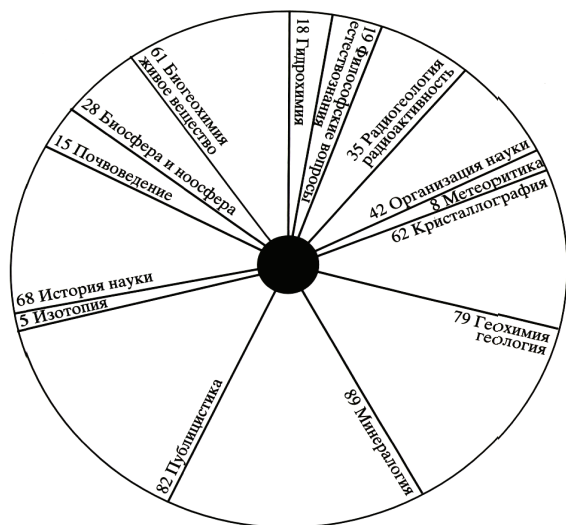 18 Гидрохимия
19 Философские вопросы
естествознания
35 Радиогеология
радиоактивность
42 Организация науки
8 Метеоритика
62 Кристаллография
79 Геохимия
геология
89 Минералогия
82 Публицистика
5 Изотопия
68 История науки
15 Почвоведение
28 Биосфера и ноосфера
61 Биогеохимия
живое вещество